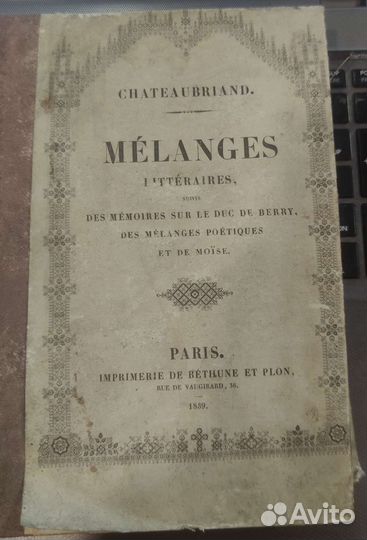 CHATEAUBRIAND.
MÉLANGES
LITTÉRAIRES,
SUIVIS
DES MÉMOIRES SUR LE DUC DE BERRY,
DES MÉLANGES POÉTIQUES
ET DE MOÏSE.
PARIS.
IMPRIMERIE DE BÉTHUNE ET PLON,
RUE DE VAUGIRARD, 36.
1839.
Avito